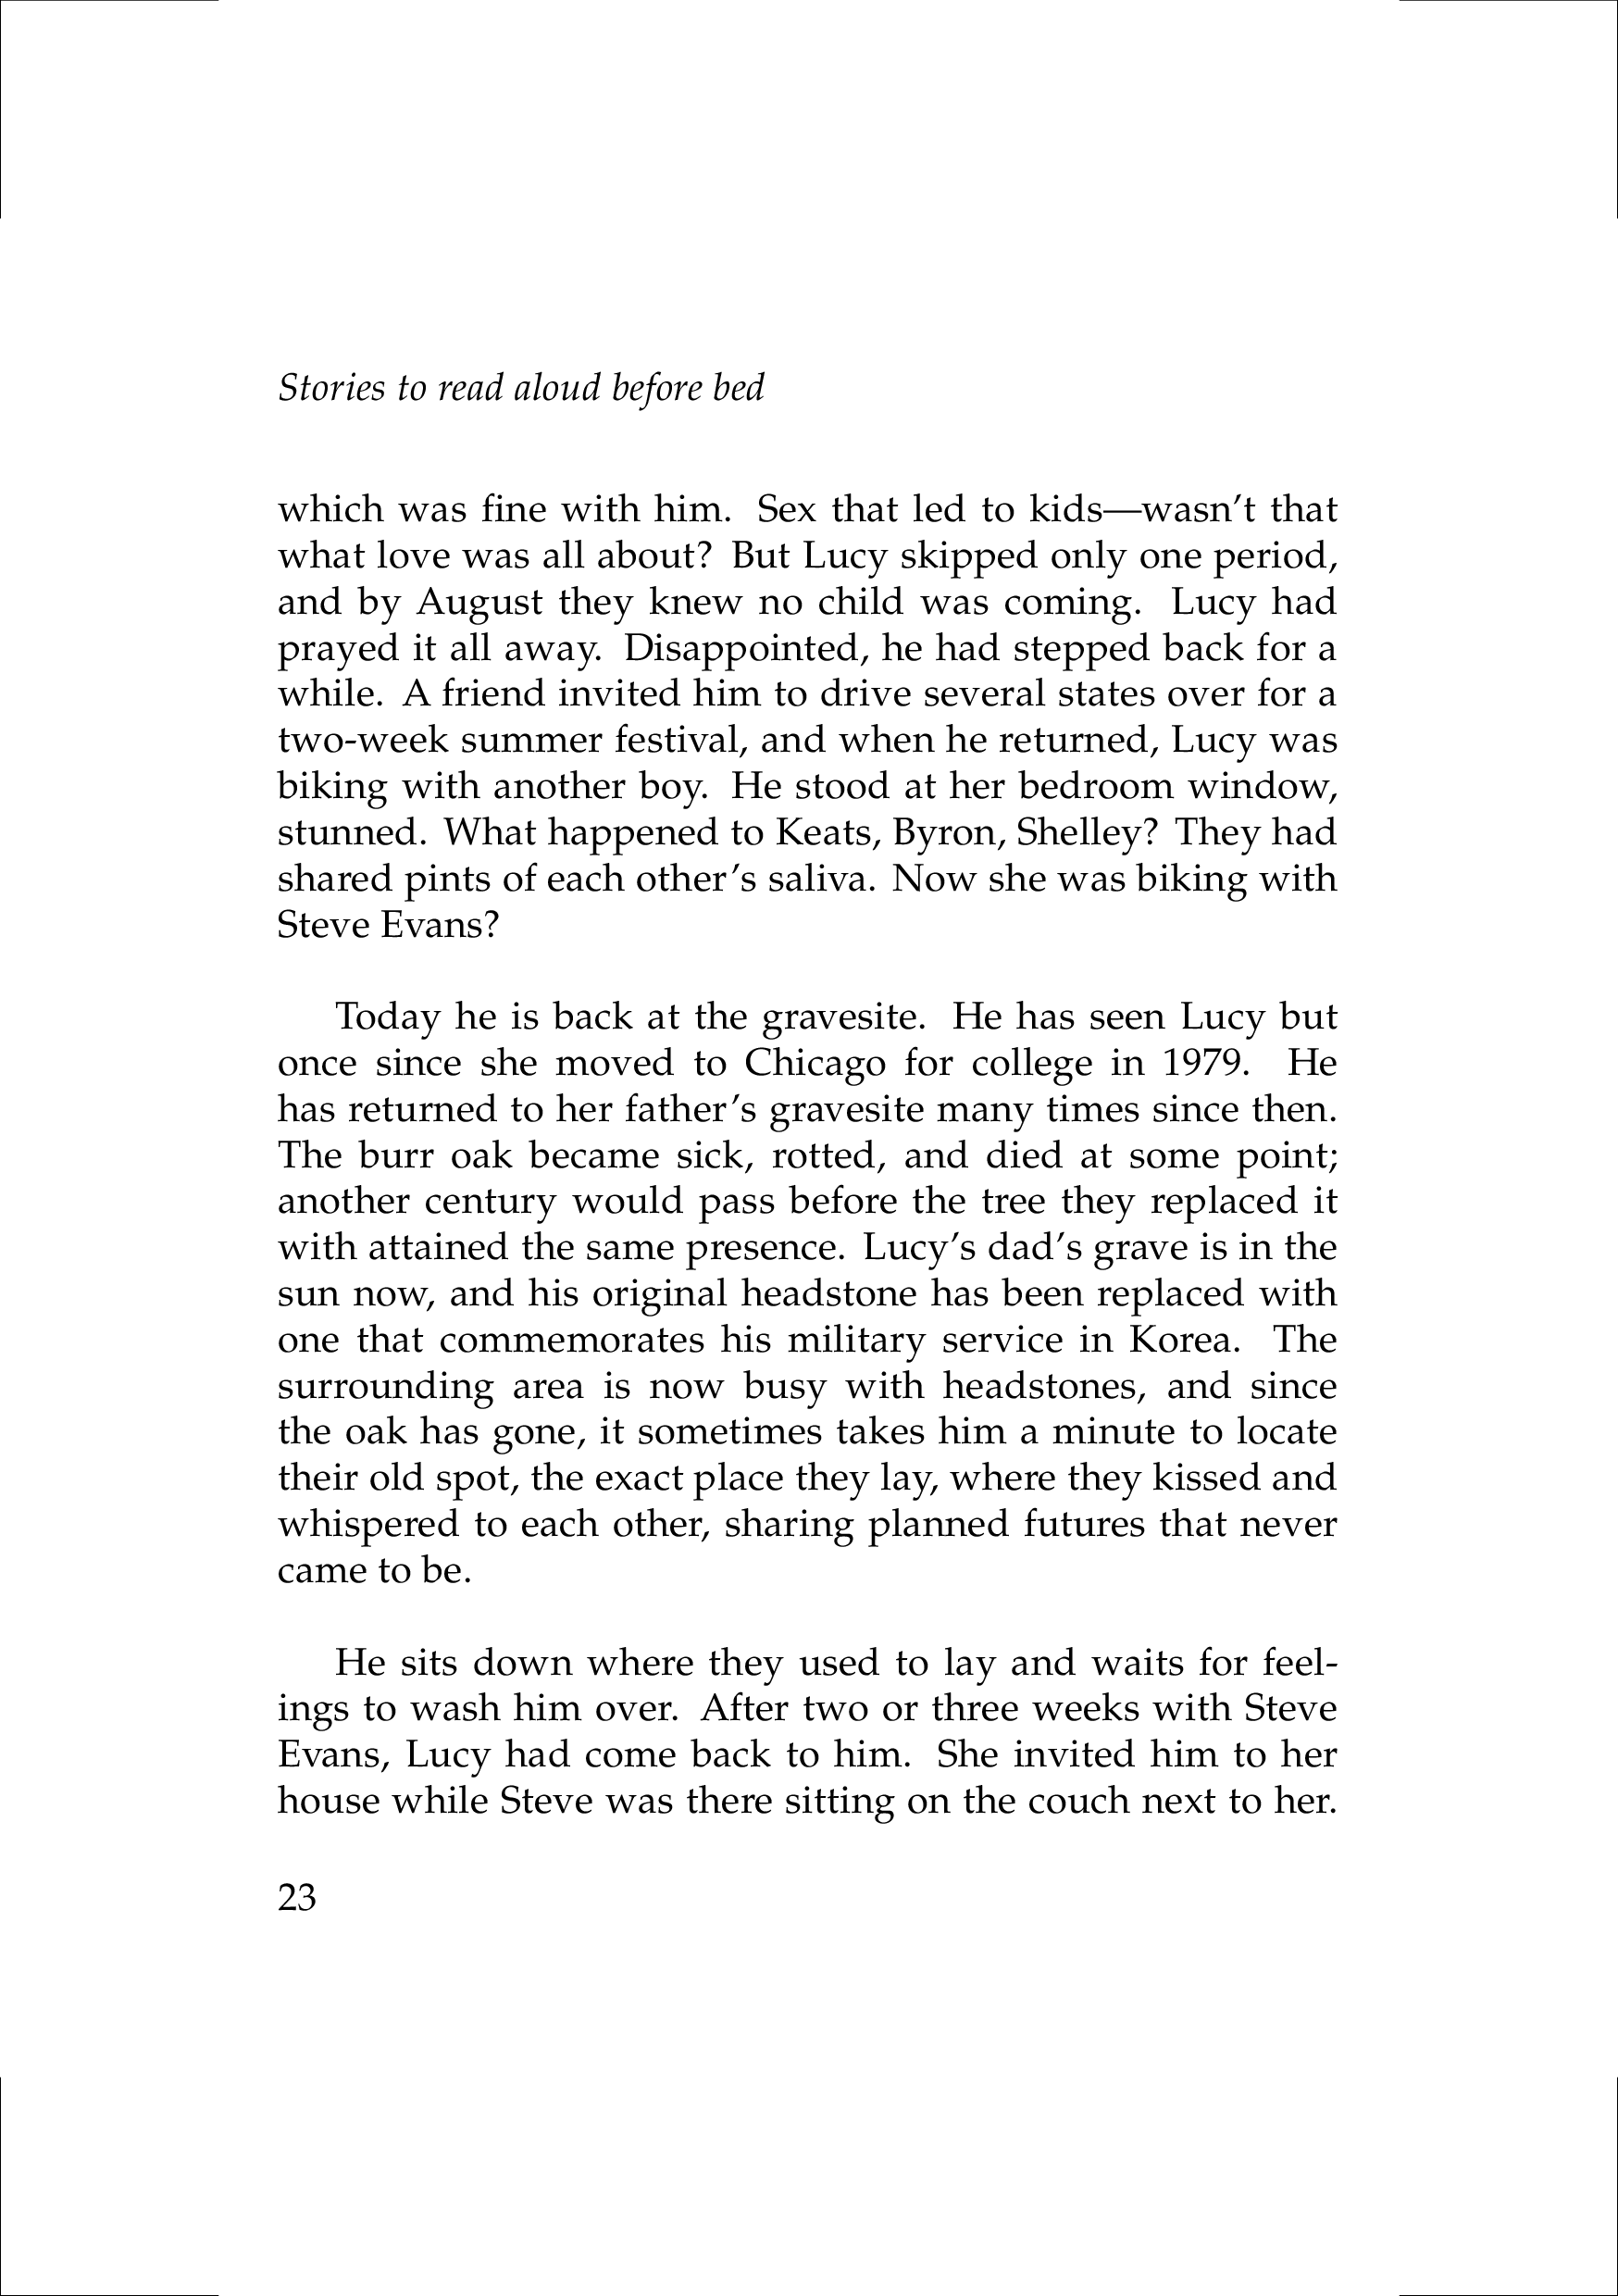 Stories to read aloud before bed
which was fine with him. Sex that led to kids—wasn't that
what love was all about? But Lucy skipped only one period,
and by August they knew no child was coming. Lucy had
prayed it all away. Disappointed, he had stepped back for a
while. A friend invited him to drive several states over for a
two-week summer festival, and when he returned, Lucy was
biking with another boy. He stood at her bedroom window,
stunned. What happened to Keats, Byron, Shelley? They had
shared pints of each other's saliva. Now she was biking with
Steve Evans?
Today he is back at the gravesite. He has seen Lucy but
once since she moved to Chicago for college in 1979. He
has returned to her father's gravesite many times since then.
The burr oak became sick, rotted, and died at some point;
another century would pass before the tree they replaced it
with attained the same presence. Lucy's dad's grave is in the
sun now, and his original headstone has been replaced with
one that commemorates his military service in Korea. The
surrounding area is now busy with headstones, and since
the oak has gone, it sometimes takes him a minute to locate
their old spot, the exact place they lay, where they kissed and
whispered to each other, sharing planned futures that never
came to be.
He sits down where they used to lay and waits for feel-
ings to wash him over. After two or three weeks with Steve
Evans, Lucy had come back to him. She invited him to her
house while Steve was there sitting on the couch next to her.
23